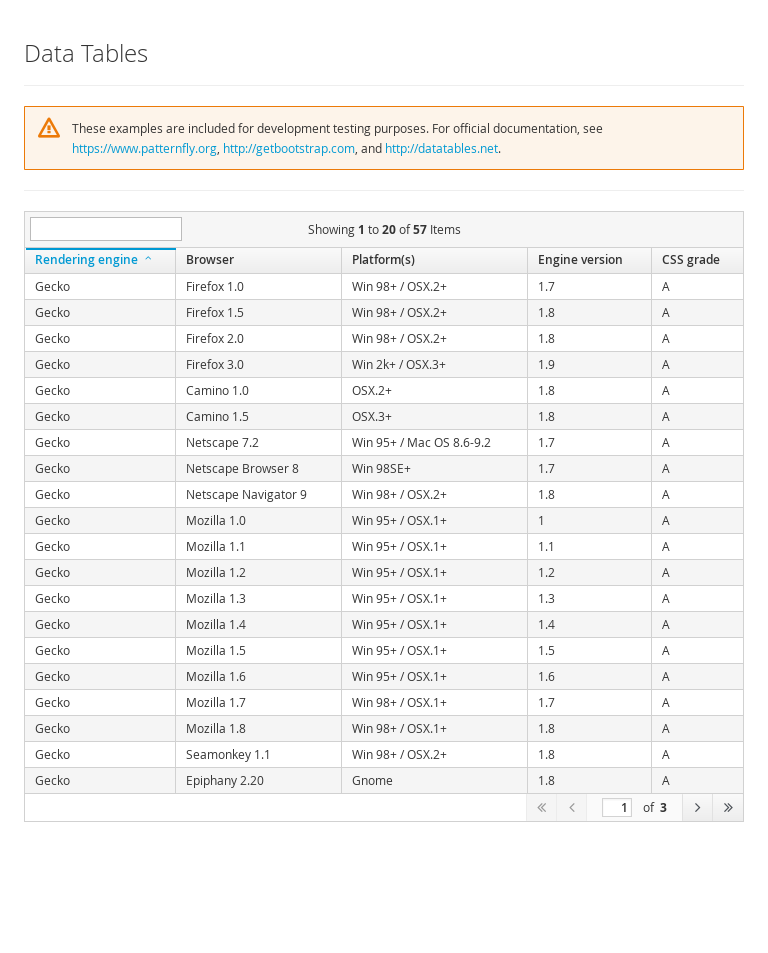 Data Tables
These examples are included for development testing purposes. For official documentation, see
https://www.patternfly.org, http://getbootstrap.com, and http://datatables.net.
Showing 1 to 20 of 57 Items
Rendering engine Browser Platform(s) Engine version CSS grade
Gecko Firefox 1.0 Win 98+ / OSX.2+ 1.7 A
Gecko Firefox 1.5 Win 98+ / OSX.2+ 1.8 A
Gecko Firefox 2.0 Win 98+ / OSX.2+ 1.8 A
Gecko Firefox 3.0 Win 2k+ / OSX.3+ 1.9 A
Gecko Camino 1.0 OSX.2+ 1.8 A
Gecko Camino 1.5 OSX.3+ 1.8 A
Gecko Netscape 7.2 Win 95+ / Mac OS 8.6-9.2 1.7 A
Gecko Netscape Browser 8 Win 98SE+ 1.7 A
Gecko Netscape Navigator 9 Win 98+ / OSX.2+ 1.8 A
Gecko Mozilla 1.0 Win 95+ / OSX.1+ 1 A
Gecko Mozilla 1.1 Win 95+ / OSX.1+ 1.1 A
Gecko Mozilla 1.2 Win 95+ / OSX.1+ 1.2 A
Gecko Mozilla 1.3 Win 95+ / OSX.1+ 1.3 A
Gecko Mozilla 1.4 Win 95+ / OSX.1+ 1.4 A
Gecko Mozilla 1.5 Win 95+ / OSX.1+ 1.5 A
Gecko Mozilla 1.6 Win 95+ / OSX.1+ 1.6 A
Gecko Mozilla 1.7 Win 98+ / OSX.1+ 1.7 A
Gecko Mozilla 1.8 Win 98+ / OSX.1+ 1.8 A
Gecko Seamonkey 1.1 Win 98+ / OSX.2+ 1.8 A
Gecko Epiphany 2.20 Gnome 1.8 A
1 of 3